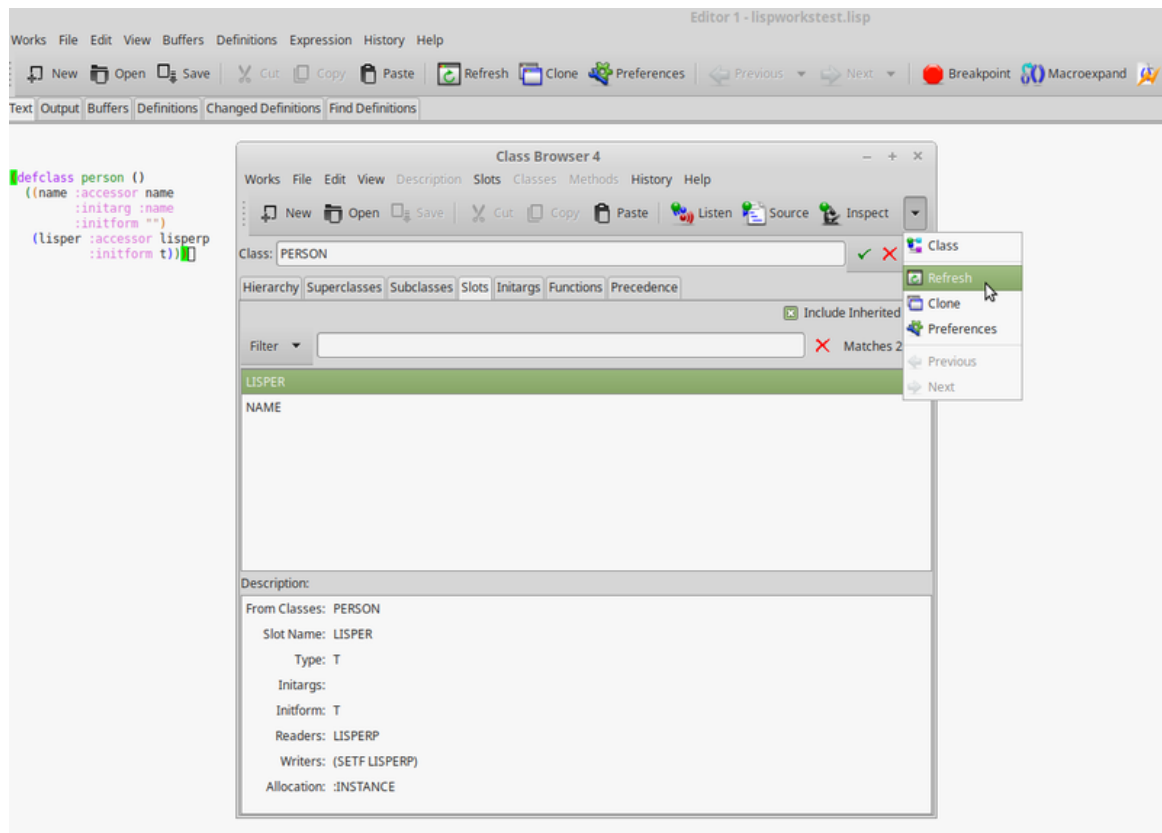 Editor 1 - lispworkstest.lisp
Works File Edit View Buffers Definitions Expression History Help
New Open Save Cut Copy Paste Refresh Clone Preferences Previous Next Breakpoint Macroexpand
Text Output Buffers Definitions Changed Definitions Find Definitions
(defclass person ()
((name :accessor name
:initarg :name
:initform "")
(lisper :accessor lisperp
:initform t)))
Class Browser 4
Works File Edit View Description Slots Classes Methods History Help
New Open Save Cut Copy Paste Listen Source Inspect
Class: PERSON
Hierarchy Superclasses Subclasses Slots Initargs Functions Precedence
Include Inherited
Filter Matches 2
LISPER
NAME
Class
Refresh
Clone
Preferences
Previous
Next
Description:
From Classes: PERSON
Slot Name: LISPER
Type: T
Initargs:
Initform: T
Readers: LISPERP
Writers: (SETF LISPERP)
Allocation: :INSTANCE